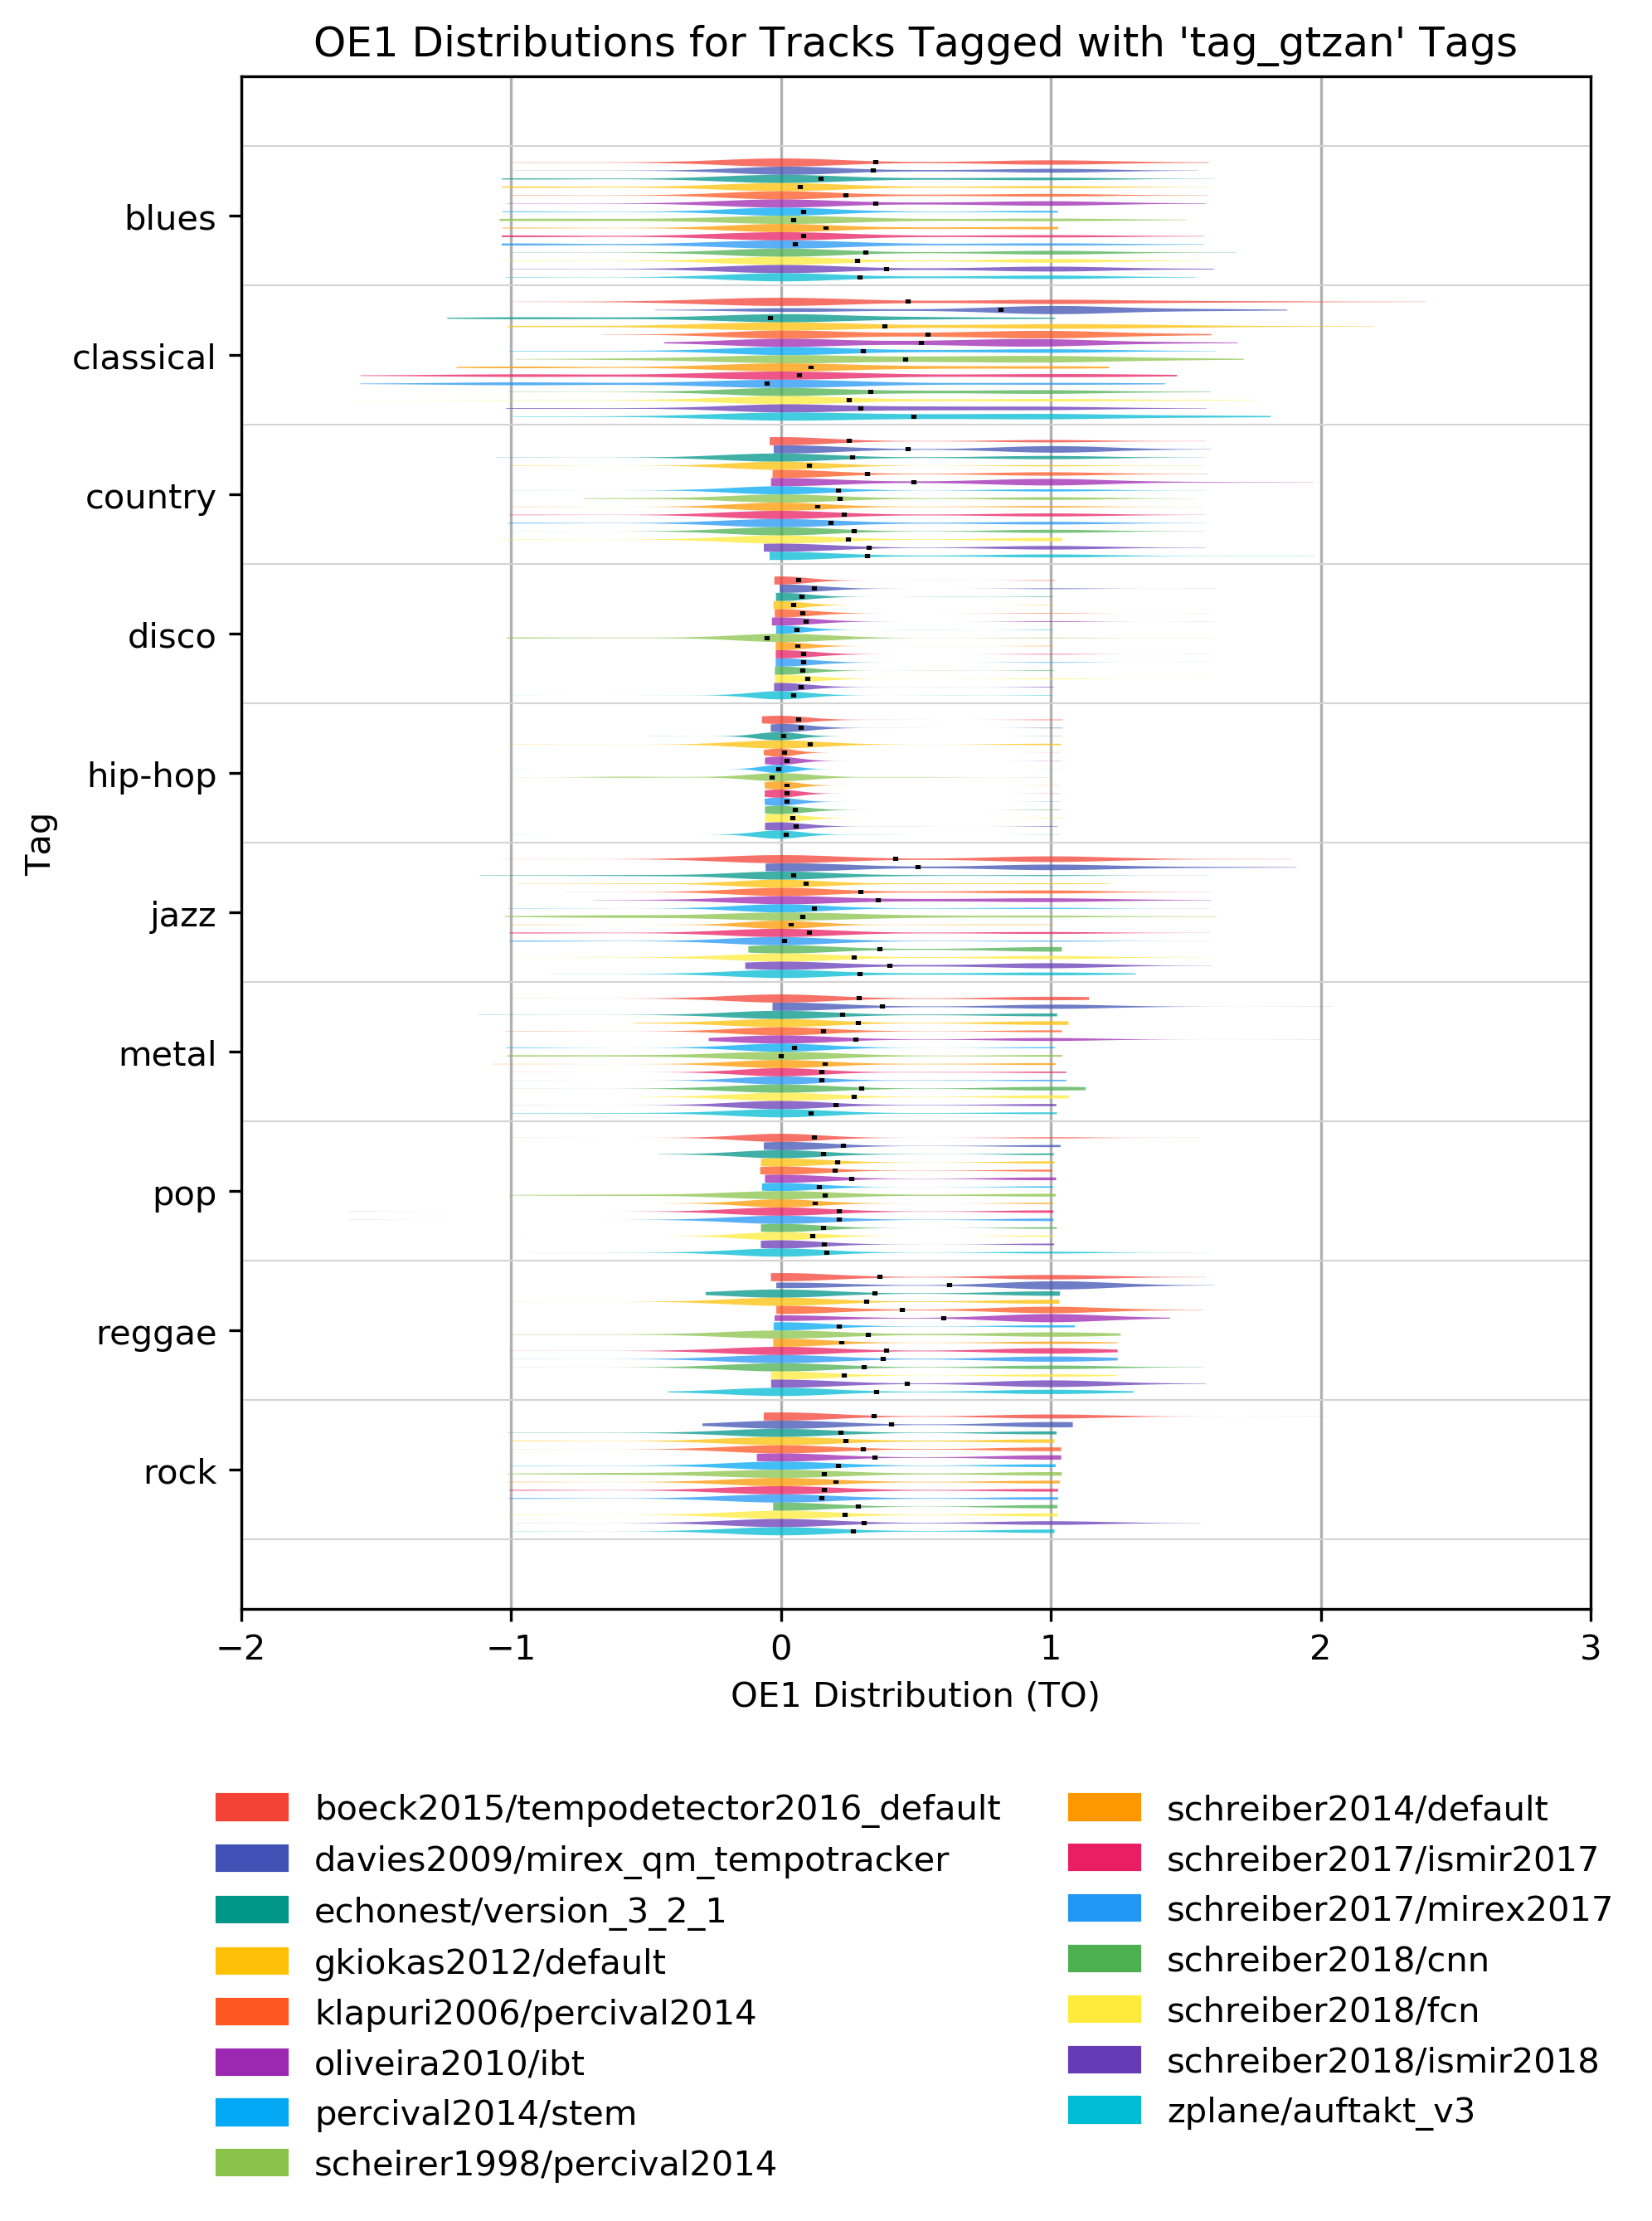 OE1 Distributions for Tracks Tagged with 'tag_gtzan' Tags
blues
classical
country
disco
hip-hop
jazz
metal
pop
reggae
rock
Tag
−2 −1 0 1 2 3
OE1 Distribution (TO)
boeck2015/tempodetector2016_default
davies2009/mirex_qm_tempotracker
echonest/version_3_2_1
gkiokas2012/default
klapuri2006/percival2014
oliveira2010/ibt
percival2014/stem
scheirer1998/percival2014
schreiber2014/default
schreiber2017/ismir2017
schreiber2017/mirex2017
schreiber2018/cnn
schreiber2018/fcn
schreiber2018/ismir2018
zplane/auftakt_v3